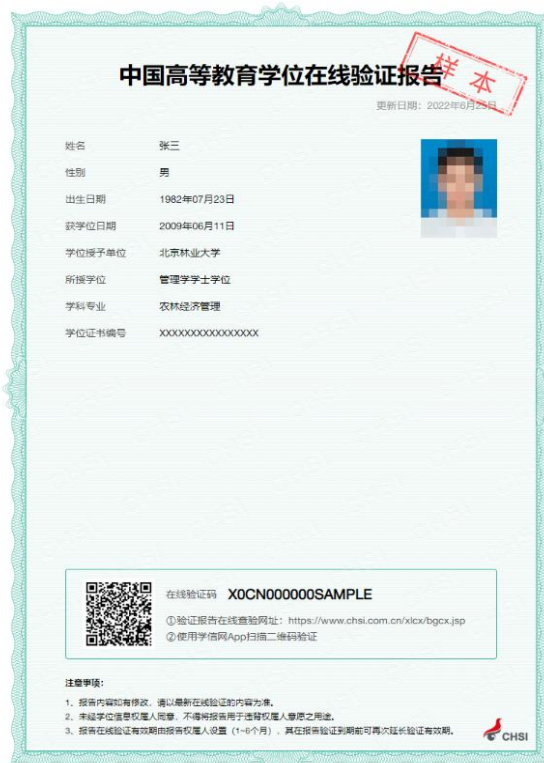 中国高等教育学位在线验证报告
样本
更新日期：2022年6月25日
姓名 张三
性别 男
出生日期 1982年07月23日
获学位日期 2009年06月11日
学位授予单位 北京林业大学
所授学位 管理学学士学位
学科专业 农林经济管理
学位证书编号 XXXXXXXXXXXXXXXX
在线验证码 X0CN000000SAMPLE
①验证报告在线查验网址：https://www.chsi.com.cn/xlcx/bgcx.jsp
②使用学信网App扫描二维码验证
注意事项：
1、报告内容如有修改，请以最新在线验证的内容为准。
2、未经学位信息权属人同意，不得将报告用于违背权属人意愿之用途。
3、报告在线验证有效期由报告权属人设置（1~6个月），其在报告验证到期前可再次延长验证有效期。
CHSI